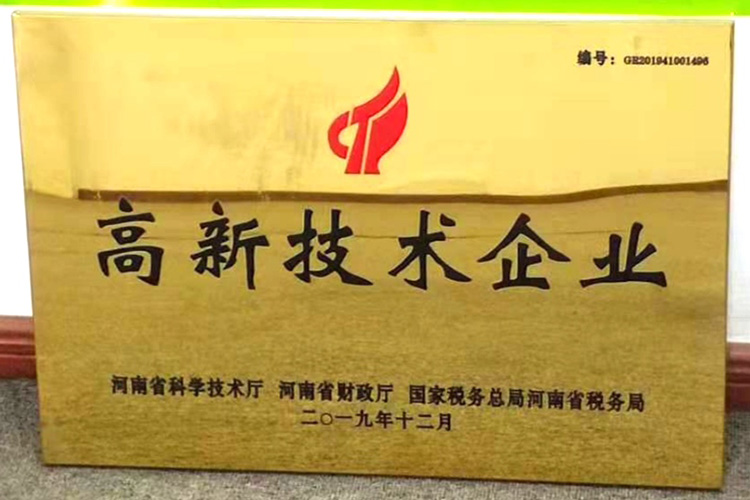 编号：GR201941001496
高新技术企业
河南省科学技术厅 河南省财政厅 国家税务总局河南省税务局
二〇一九年十二月